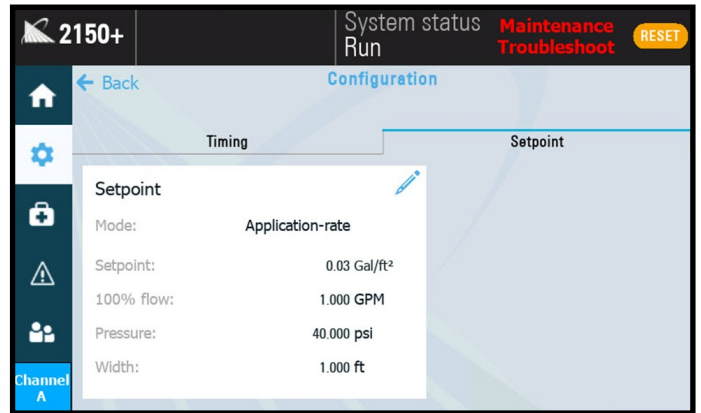 2150+
System status
Run
Maintenance
Troubleshoot
RESET
Back
Configuration
Timing
Setpoint
Setpoint
Mode: Application-rate
Setpoint: 0.03 Gal/ft²
100% flow: 1.000 GPM
Pressure: 40.000 psi
Width: 1.000 ft
Channel
A